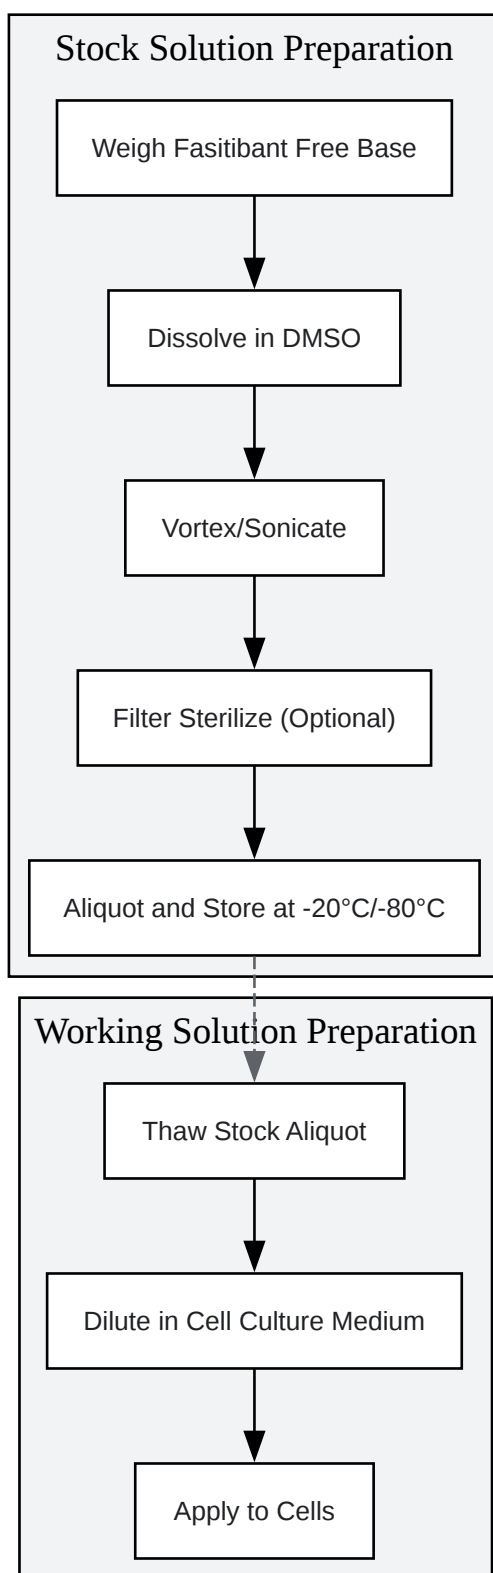 Stock Solution Preparation
Weigh Fasitibant Free Base
Dissolve in DMSO
Vortex/Sonicate
Filter Sterilize (Optional)
Aliquot and Store at -20°C/-80°C
Working Solution Preparation
Thaw Stock Aliquot
Dilute in Cell Culture Medium
Apply to Cells